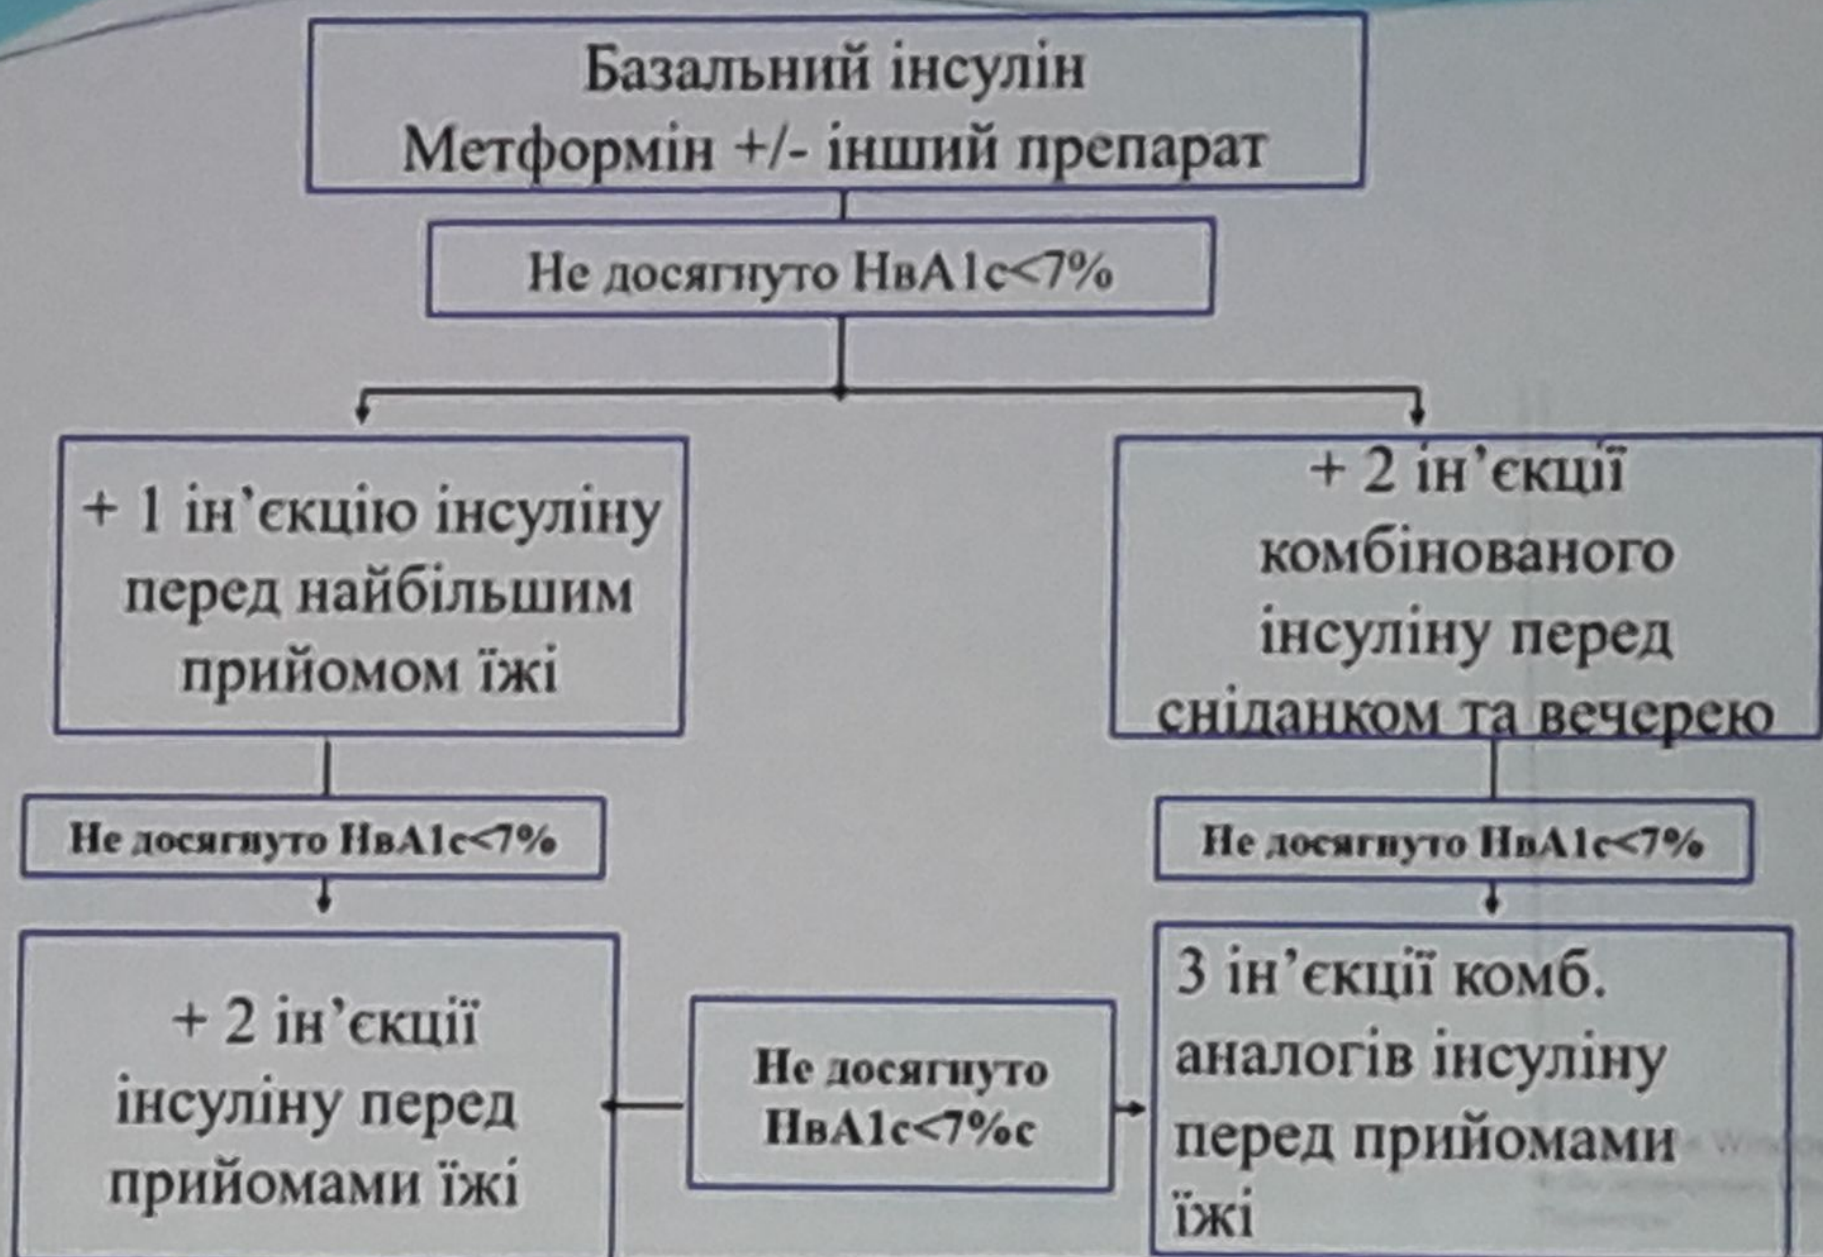 Базальний інсулін
Метформін +/- інший препарат
Не досягнуто НвА1с<7%
+ 1 ін’єкцію інсуліну
перед найбільшим
прийомом їжі
+ 2 ін’єкції
комбінованого
інсуліну перед
сніданком та вечерею
Не досягнуто НвА1с<7%
Не досягнуто НвА1с<7%
+ 2 ін’єкції
інсуліну перед
прийомами їжі
Не досягнуто
НвА1с<7%с
3 ін’єкції комб.
аналогів інсуліну
перед прийомами
їжі